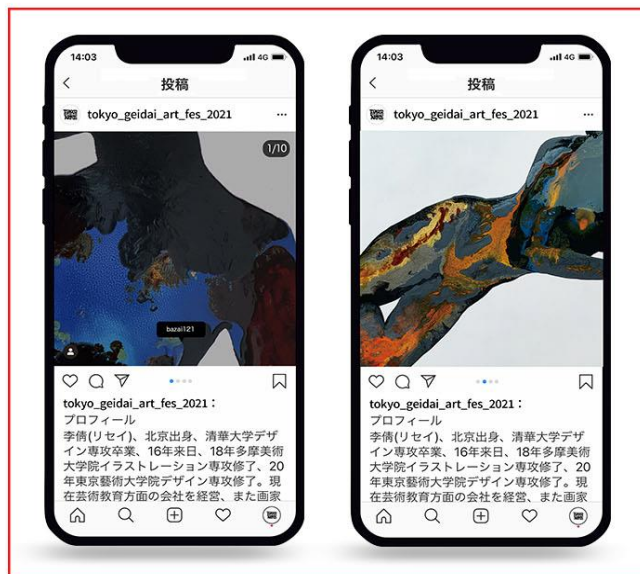 14:03
4G
投稿
tokyo_geidai_art_fes_2021
1/10
bazai121
tokyo_geidai_art_fes_2021：
プロフィール
李倩(リセイ)、北京出身、清華大学デザ
イン専攻卒業、16年来日、18年多摩美術
大学院イラストレーション専攻修了、20
年東京藝術大学院デザイン専攻修了。現
在芸術教育方面の会社を経営、また画家
14:03
4G
投稿
tokyo_geidai_art_fes_2021
tokyo_geidai_art_fes_2021：
プロフィール
李倩(リセイ)、北京出身、清華大学デザ
イン専攻卒業、16年来日、18年多摩美術
大学院イラストレーション専攻修了、20
年東京藝術大学院デザイン専攻修了。現
在芸術教育方面の会社を経営、また画家